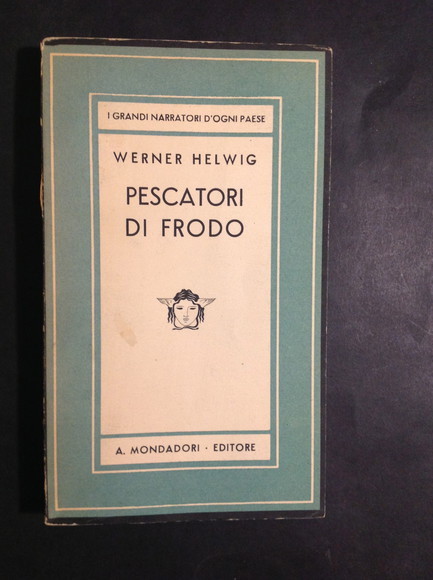 I GRANDI NARRATORI D'OGNI PAESE
WERNER HELWIG
PESCATORI
DI FRODO
A. MONDADORI · EDITORE